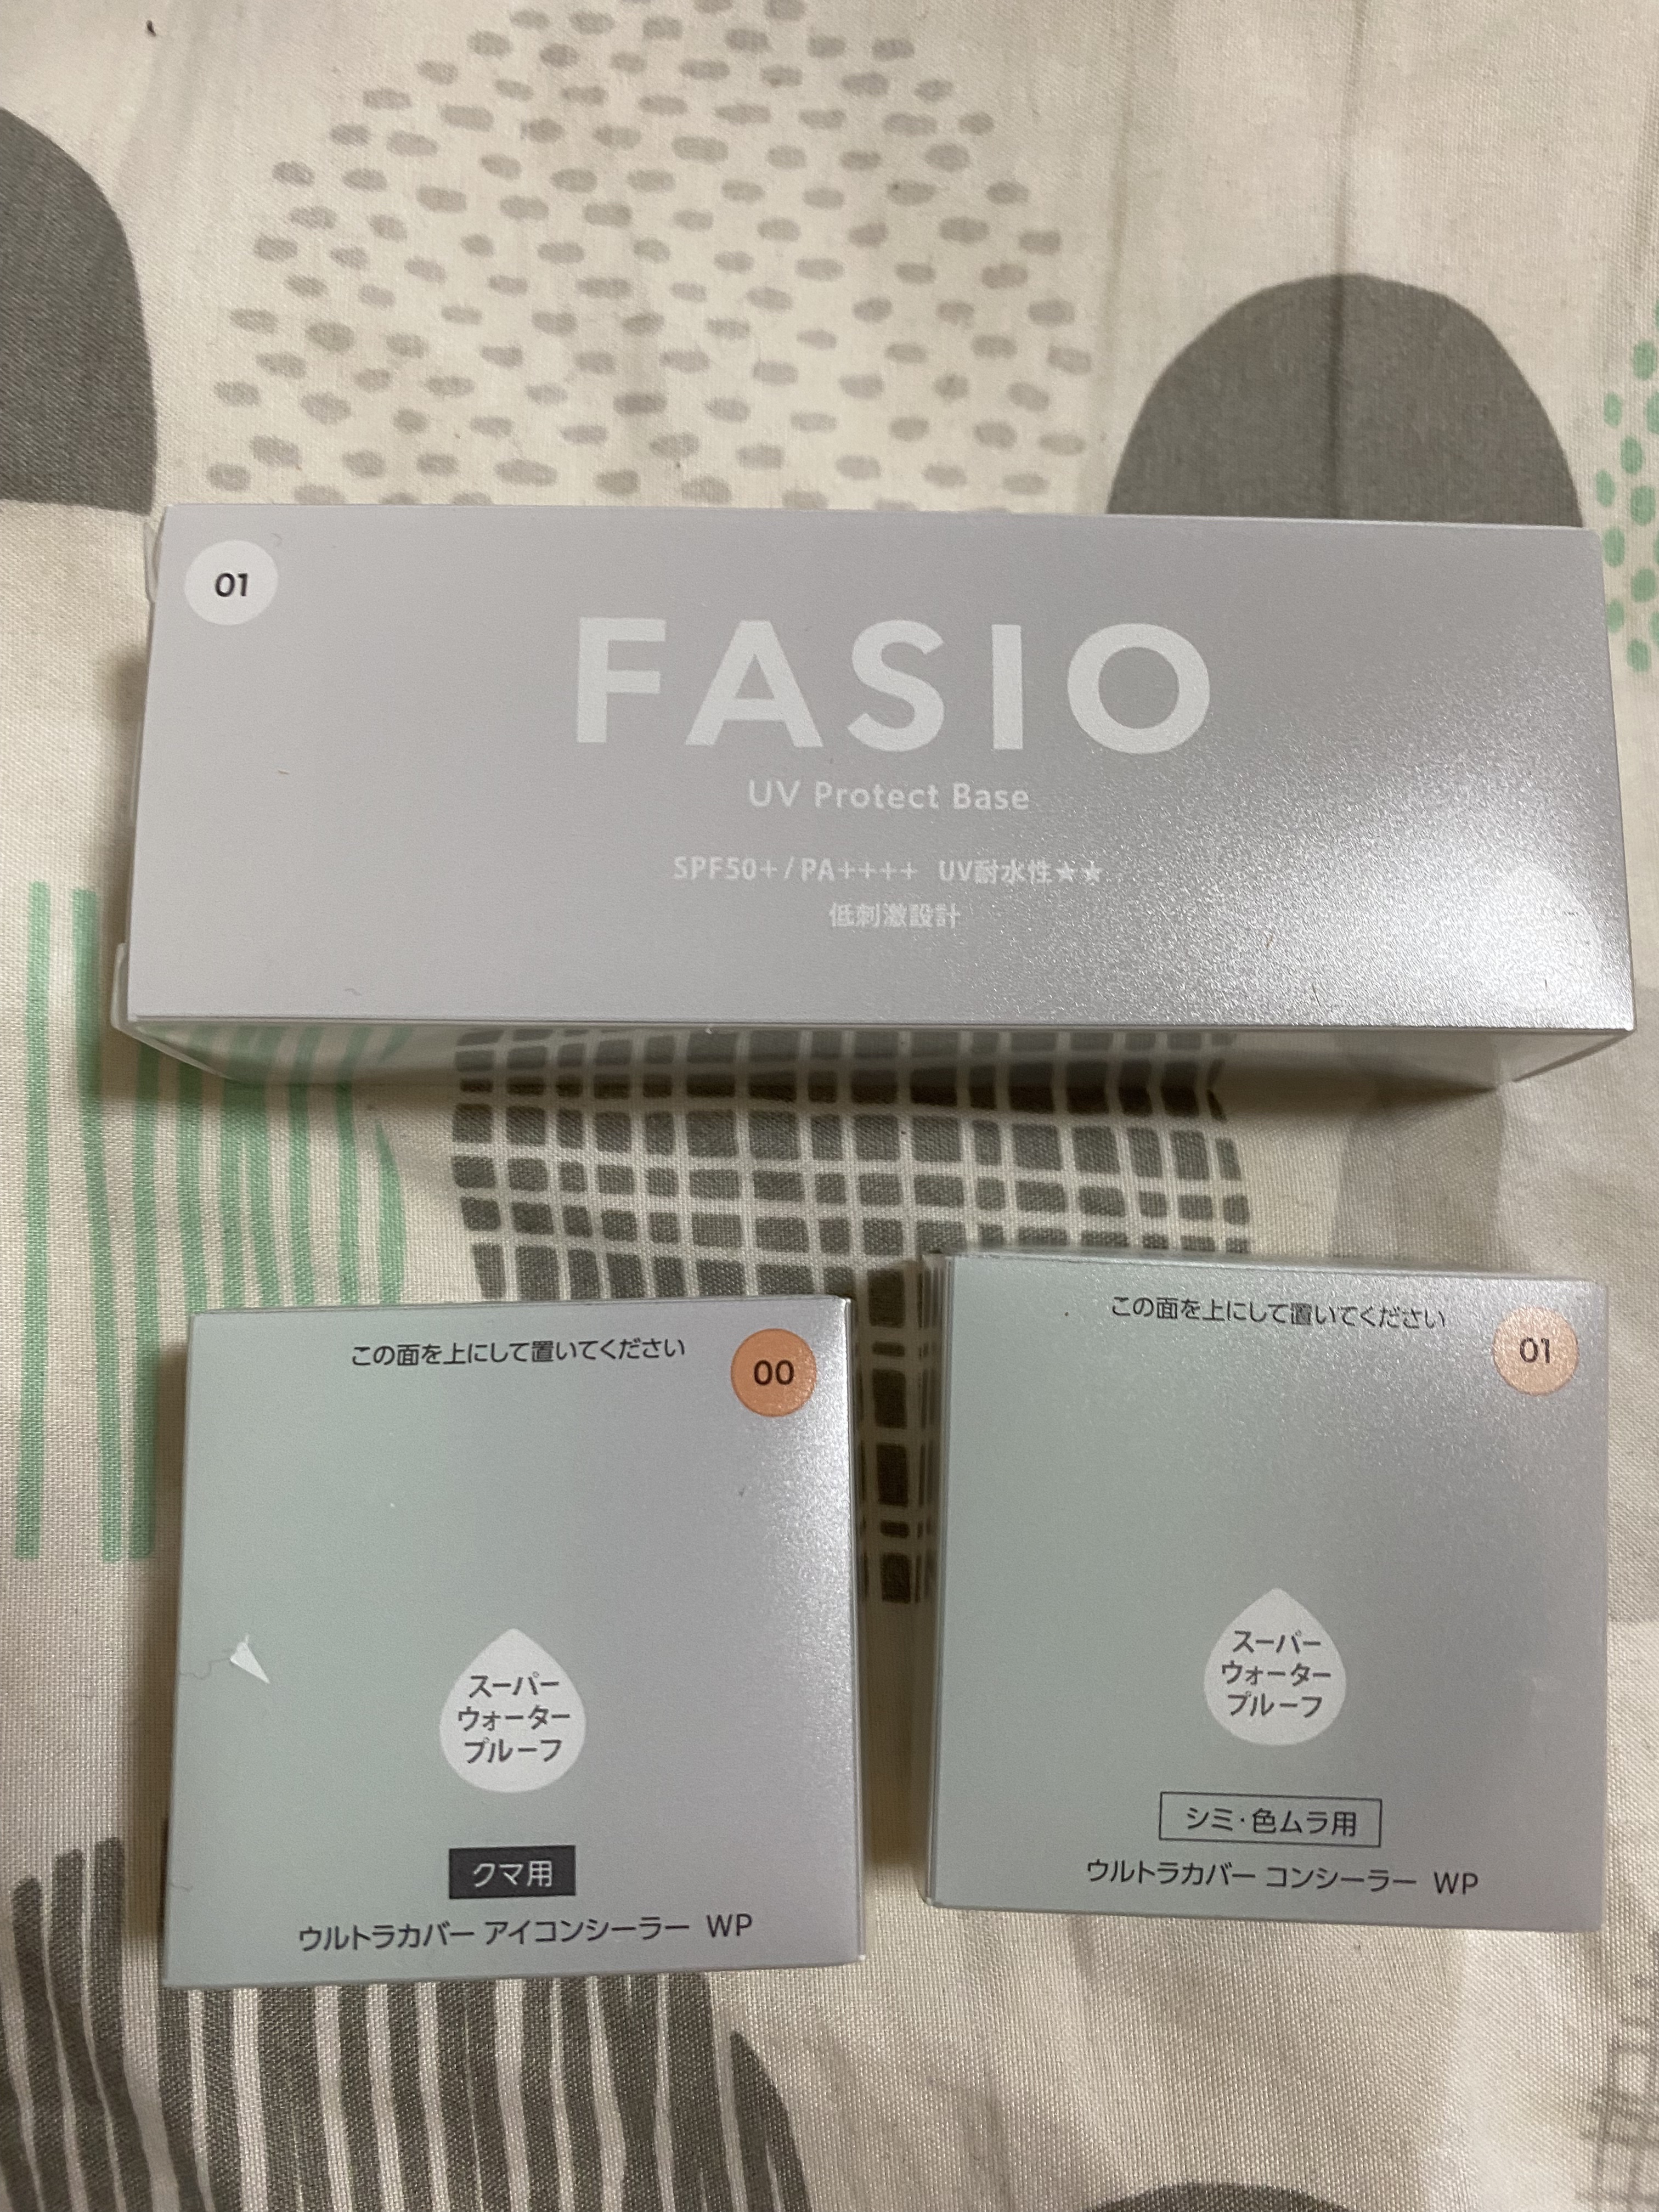 01
FASIO
UV Protect Base
SPF50+/PA++++ UV耐水性★★
低刺激設計
この面を上にして置いてください
00
スーパー
ウォーター
プルーフ
クマ用
ウルトラカバー アイコンシーラー WP
この面を上にして置いてください
01
スーパー
ウォーター
プルーフ
シミ・色ムラ用
ウルトラカバー コンシーラー WP